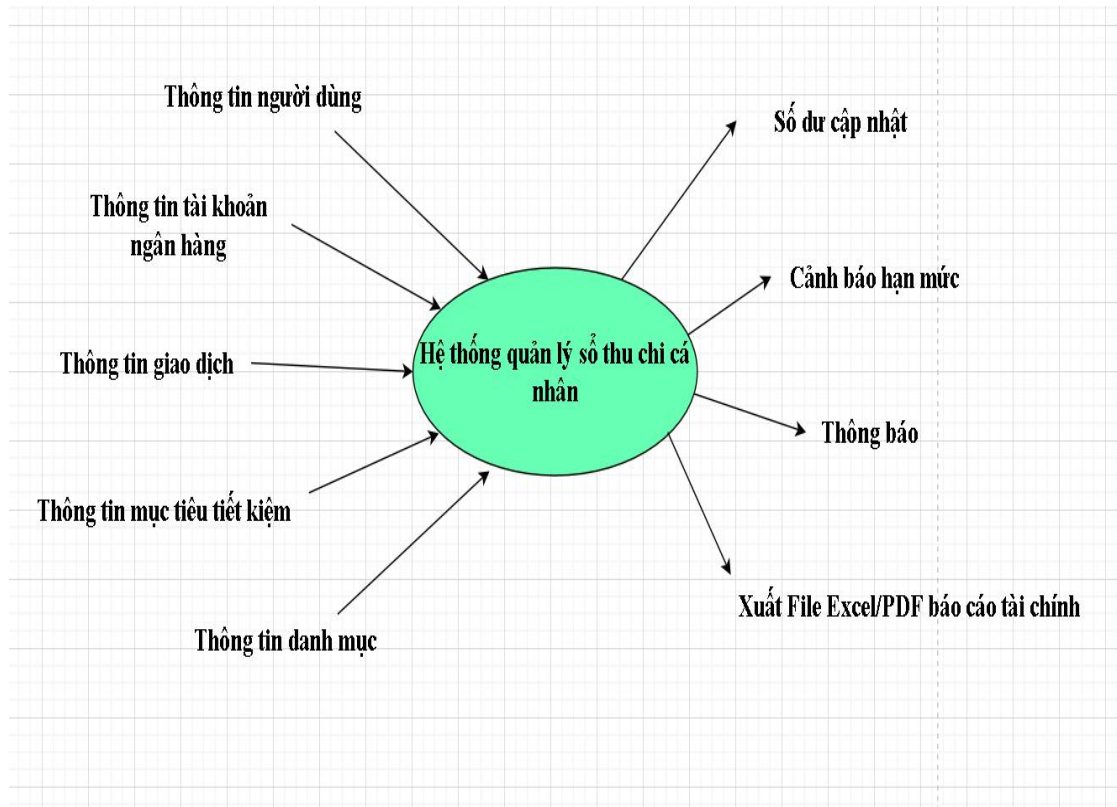 Thông tin người dùng
Số dư cập nhật
Thông tin tài khoản
ngân hàng
Cảnh báo hạn mức
Hệ thống quản lý sổ thu chi cá
nhân
Thông tin giao dịch
Thông báo
Thông tin mục tiêu tiết kiệm
Xuất File Excel/PDF báo cáo tài chính
Thông tin danh mục